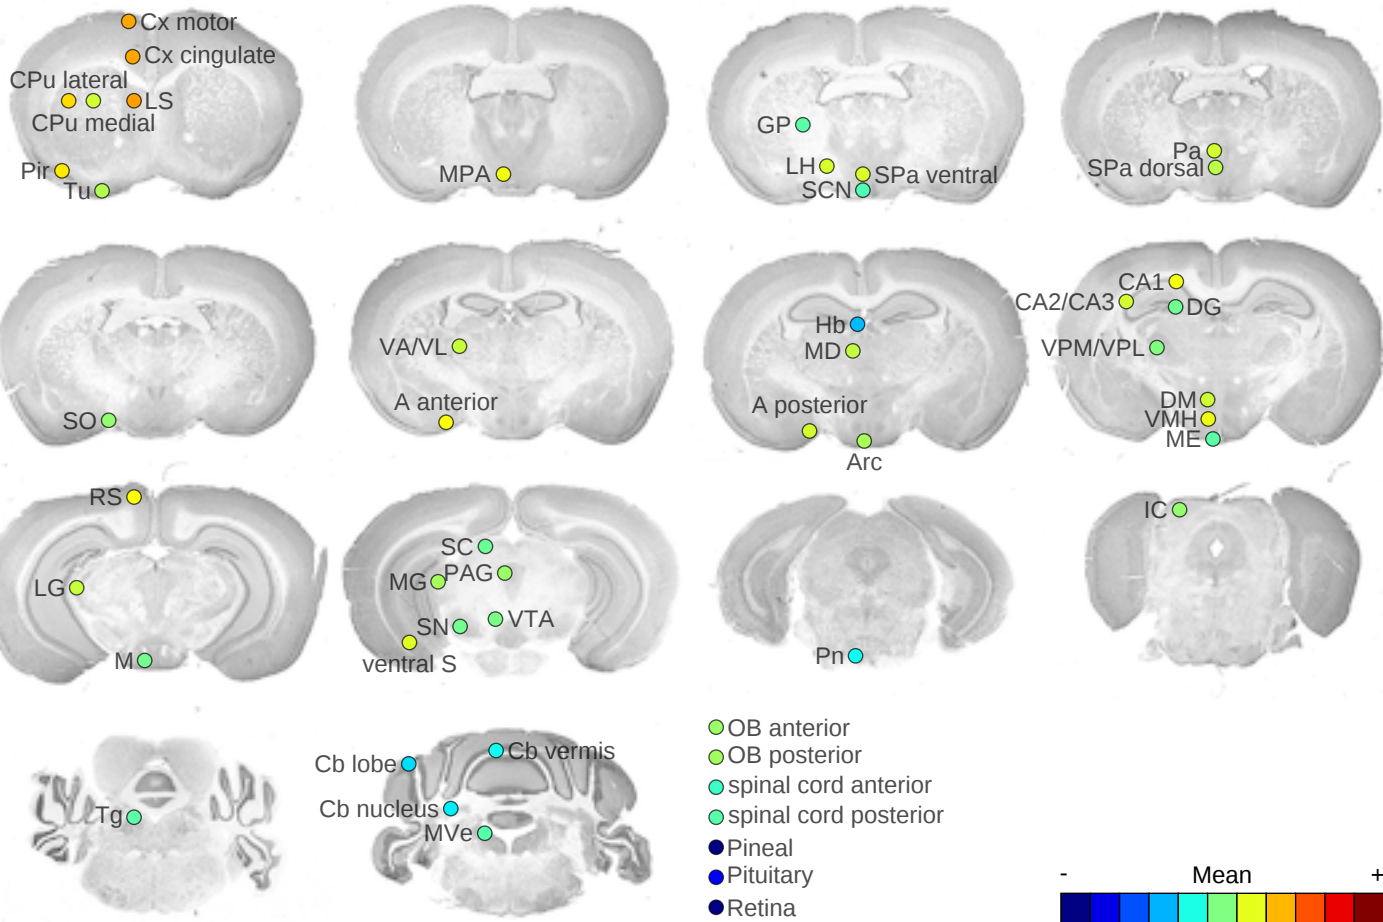 Cx motor
Cx cingulate
CPu lateral
LS
CPu medial
Pir
Tu
MPA
GP
LH
SPa ventral
SCN
Pa
SPa dorsal
SO
VA/VL
A anterior
Hb
MD
A posterior
Arc
CA1
CA2/CA3
DG
VPM/VPL
DM
VMH
ME
RS
LG
M
SC
MG
PAG
SN
VTA
ventral S
Pn
IC
Tg
Cb lobe
Cb vermis
Cb nucleus
MVe
OB anterior
OB posterior
spinal cord anterior
spinal cord posterior
Pineal
Pituitary
Retina
- Mean +